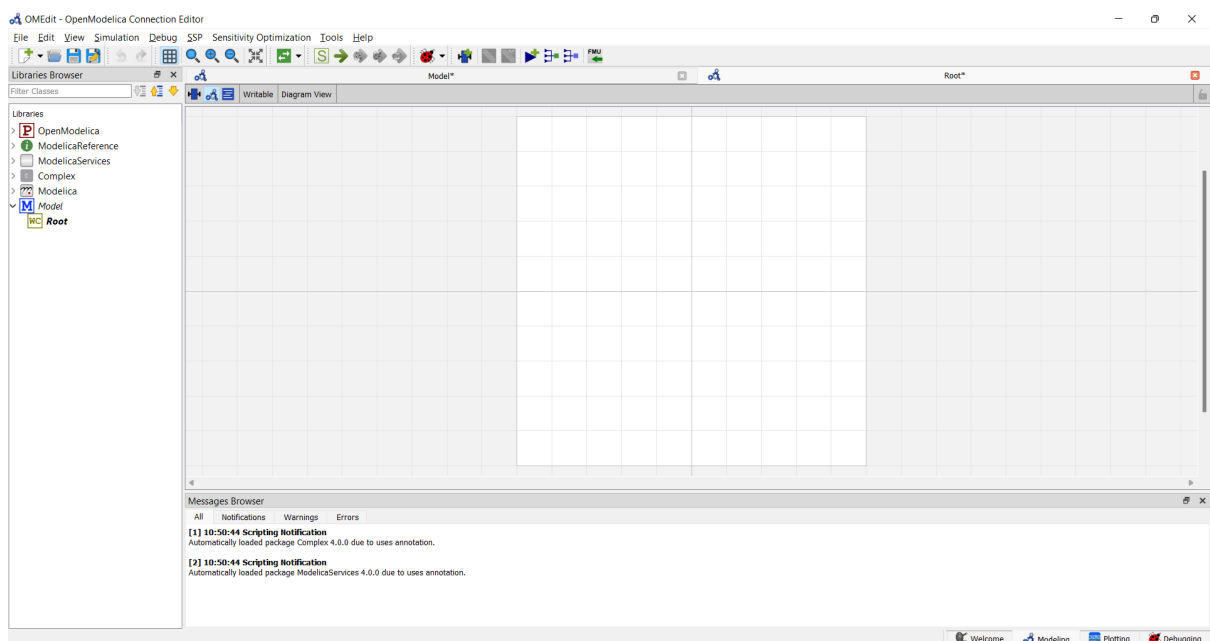 OMEdit - OpenModelica Connection Editor
File Edit View Simulation Debug SSP Sensitivity Optimization Tools Help
S FMU
Libraries Browser
Model*
Root*
Filter Classes
Writable Diagram View
Libraries
P OpenModelica
i ModelicaReference
ModelicaServices
Complex
Modelica
M Model
WC Root
Messages Browser
All Notifications Warnings Errors
[1] 10:50:44 Scripting Notification
Automatically loaded package Complex 4.0.0 due to uses annotation.
[2] 10:50:44 Scripting Notification
Automatically loaded package ModelicaServices 4.0.0 due to uses annotation.
Welcome Modeling Plotting Debugging